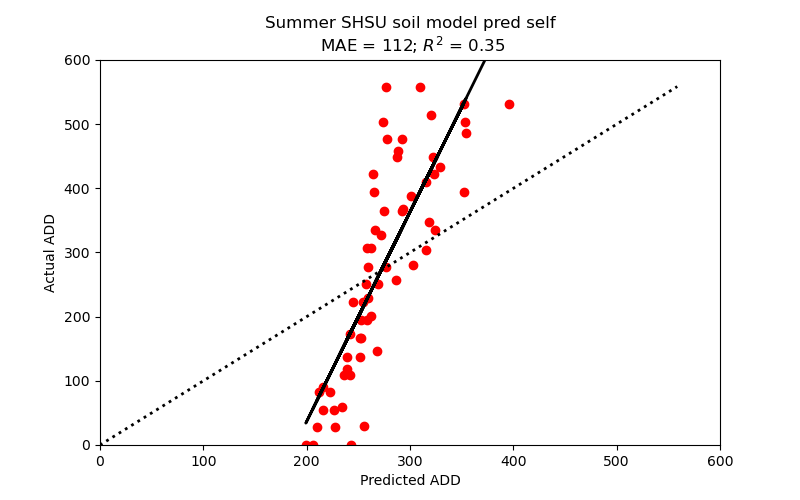 Summer SHSU soil model pred self
MAE = 112; R² = 0.35
600
500
400
300
200
100
0
Actual ADD
0 100 200 300 400 500 600
Predicted ADD